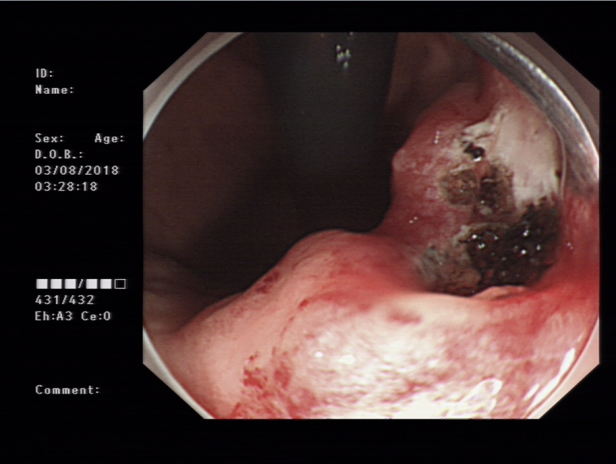 ID:
Name:
Sex: Age:
D.O.B.:
03/08/2018
03:28:18
431/432
Eh:A3 Ce:0
Comment: